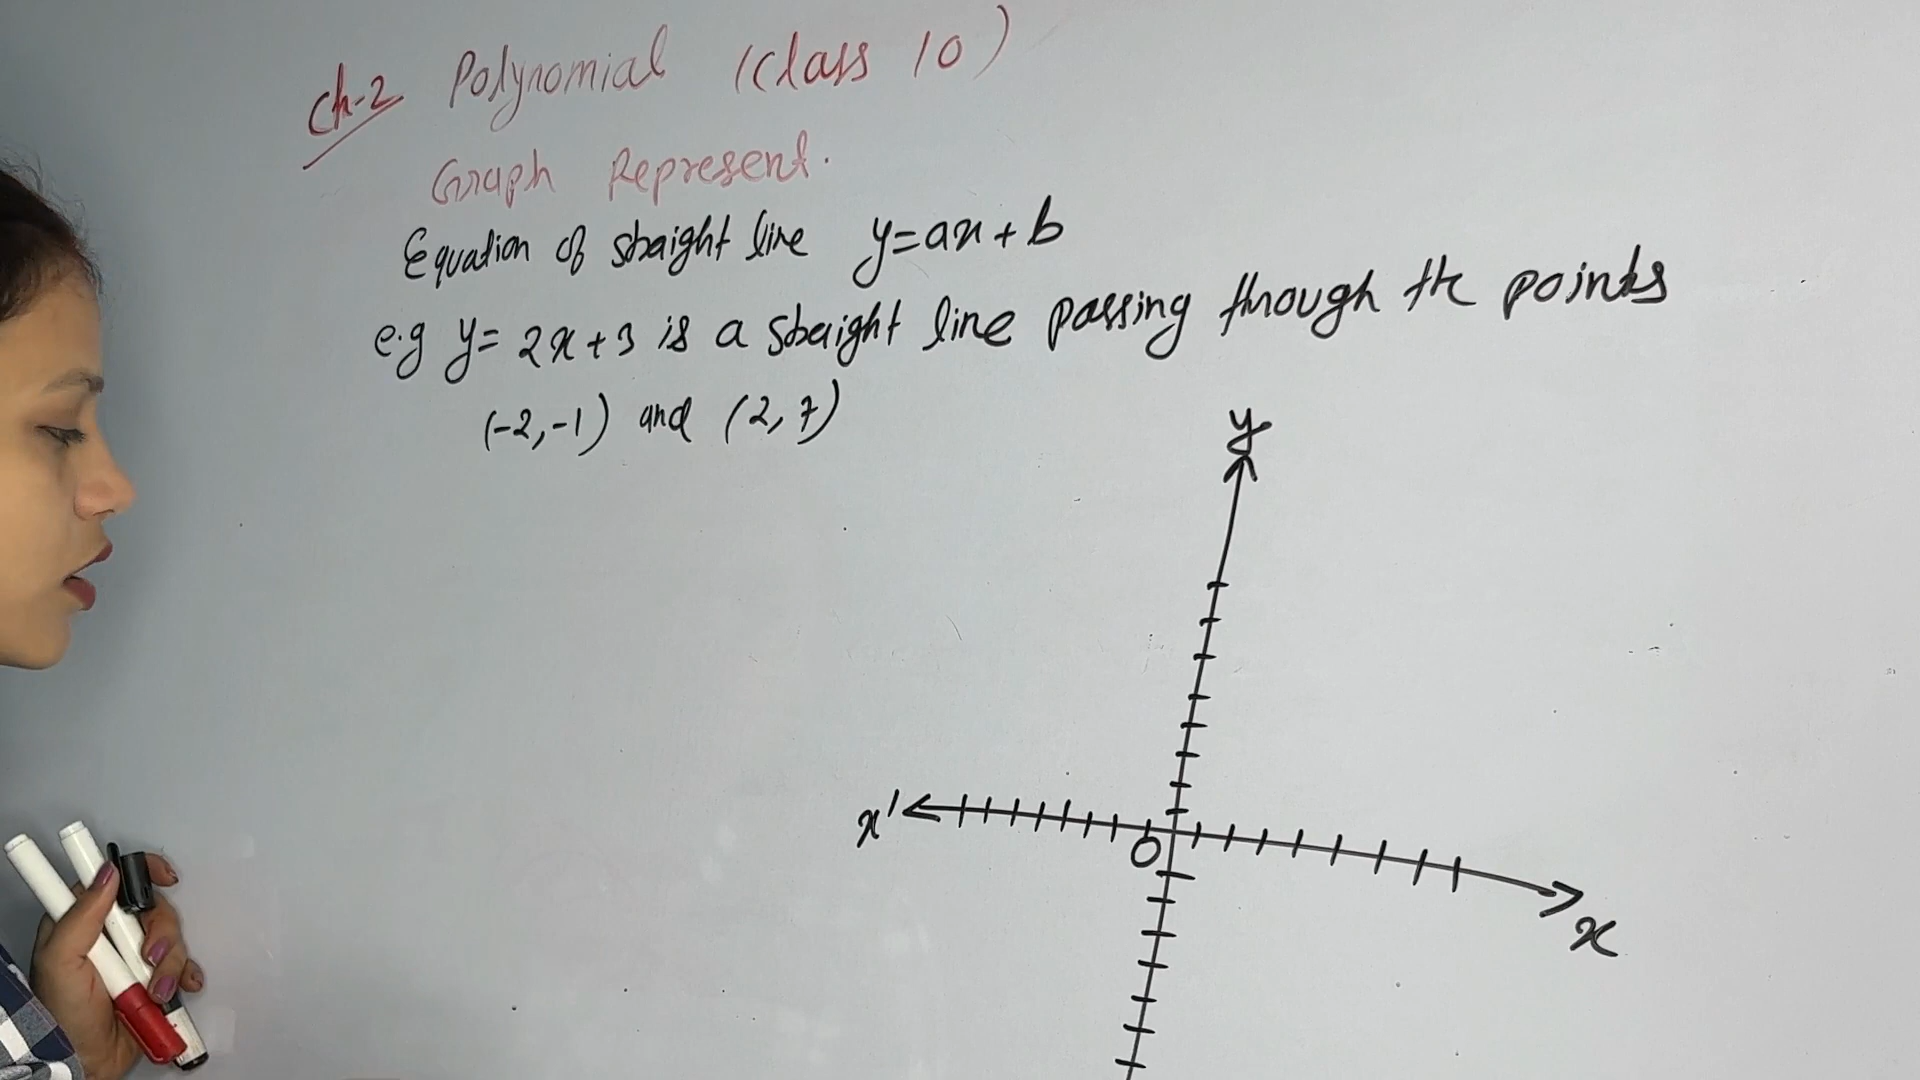 Ch-2 Polynomial (Class 10)
Graph Represent.
Equation of straight line y=ax+b
e.g y= 2x+3 is a straight line passing through the points
(-2,-1) and (2,7)
y
x'
O
x